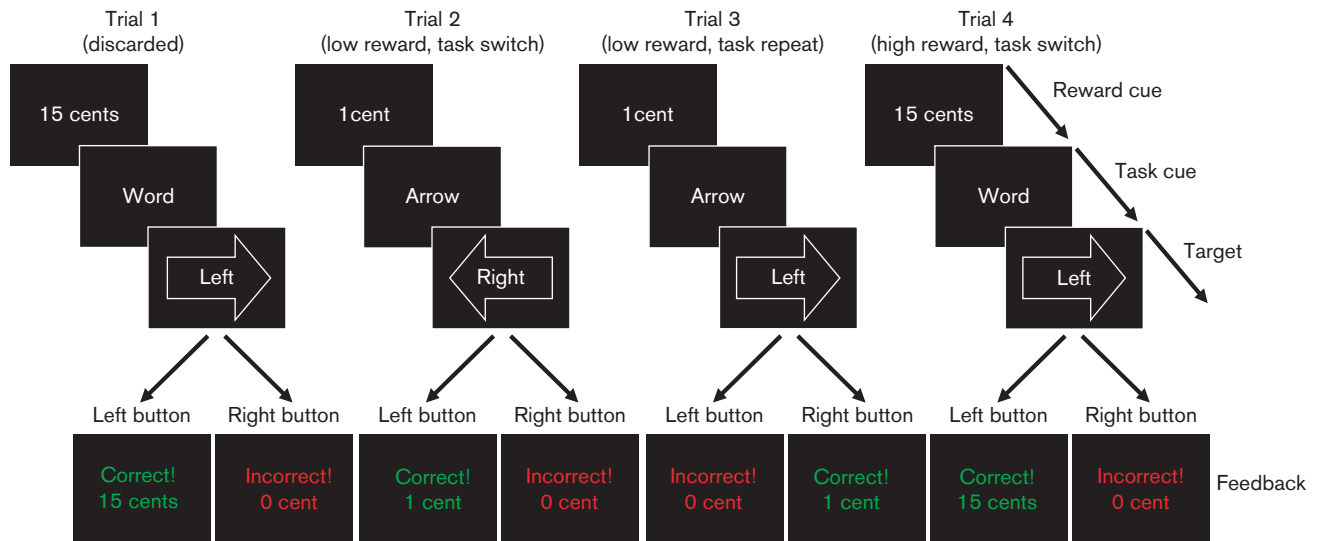 Trial 1
(discarded)
Trial 2
(low reward, task switch)
Trial 3
(low reward, task repeat)
Trial 4
(high reward, task switch)
15 cents
1cent
1cent
15 cents
Reward cue
Word
Arrow
Arrow
Word
Task cue
Left
Right
Left
Left
Target
Left button
Right button
Left button
Right button
Left button
Right button
Left button
Right button
Correct!
15 cents
Incorrect!
0 cent
Correct!
1 cent
Incorrect!
0 cent
Incorrect!
0 cent
Correct!
1 cent
Correct!
15 cents
Incorrect!
0 cent
Feedback